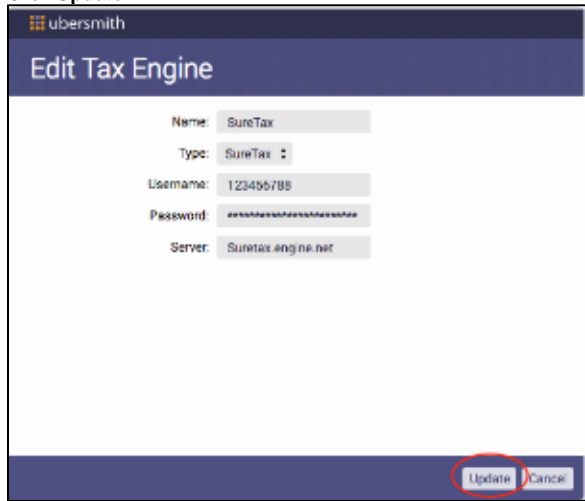 ubersmith
Edit Tax Engine
Name: SureTax
Type: SureTax
Username: 123456788
Password: ************************
Server: Suretax.engine.net
Update Cancel